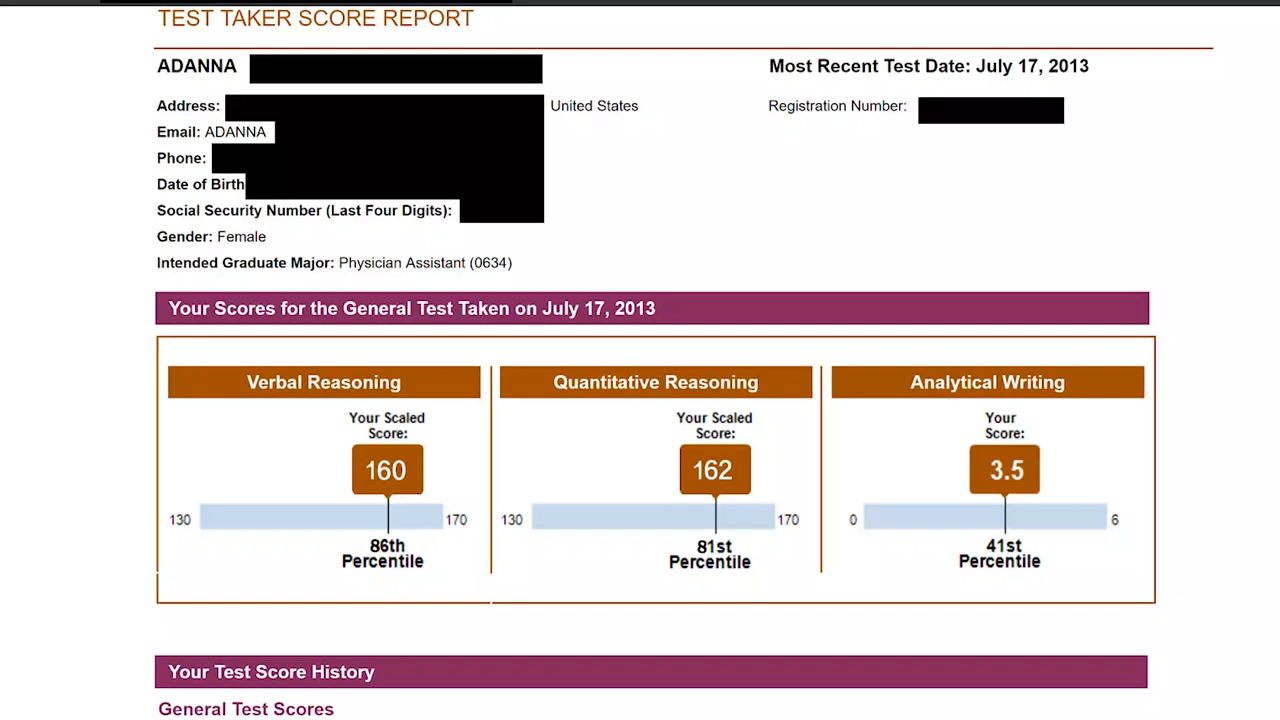 TEST TAKER SCORE REPORT
ADANNA
Most Recent Test Date: July 17, 2013
Address: United States
Registration Number:
Email: ADANNA
Phone:
Date of Birth
Social Security Number (Last Four Digits):
Gender: Female
Intended Graduate Major: Physician Assistant (0634)
Your Scores for the General Test Taken on July 17, 2013
Verbal Reasoning
Your Scaled
Score:
160
130
170
86th
Percentile
Quantitative Reasoning
Your Scaled
Score:
162
130
170
81st
Percentile
Analytical Writing
Your
Score:
3.5
0
6
41st
Percentile
Your Test Score History
General Test Scores